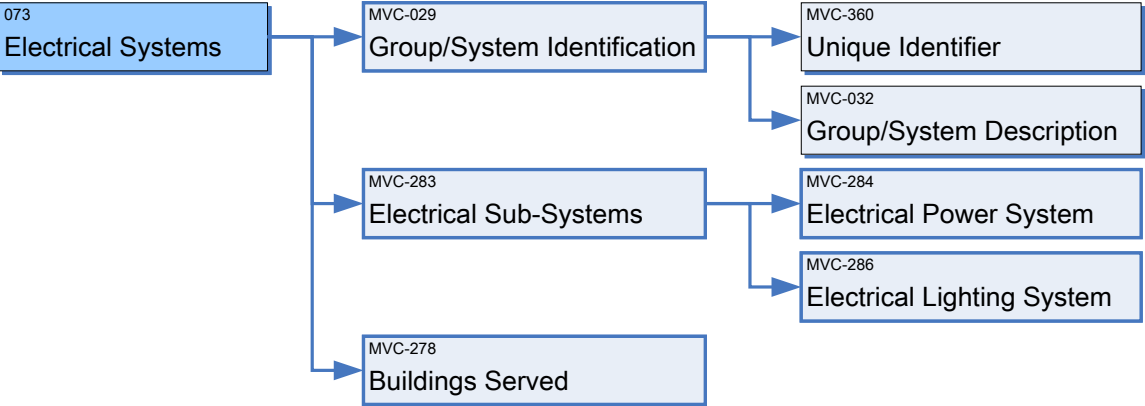 073
Electrical Systems
MVC-029
Group/System Identification
MVC-360
Unique Identifier
MVC-032
Group/System Description
MVC-283
Electrical Sub-Systems
MVC-284
Electrical Power System
MVC-286
Electrical Lighting System
MVC-278
Buildings Served